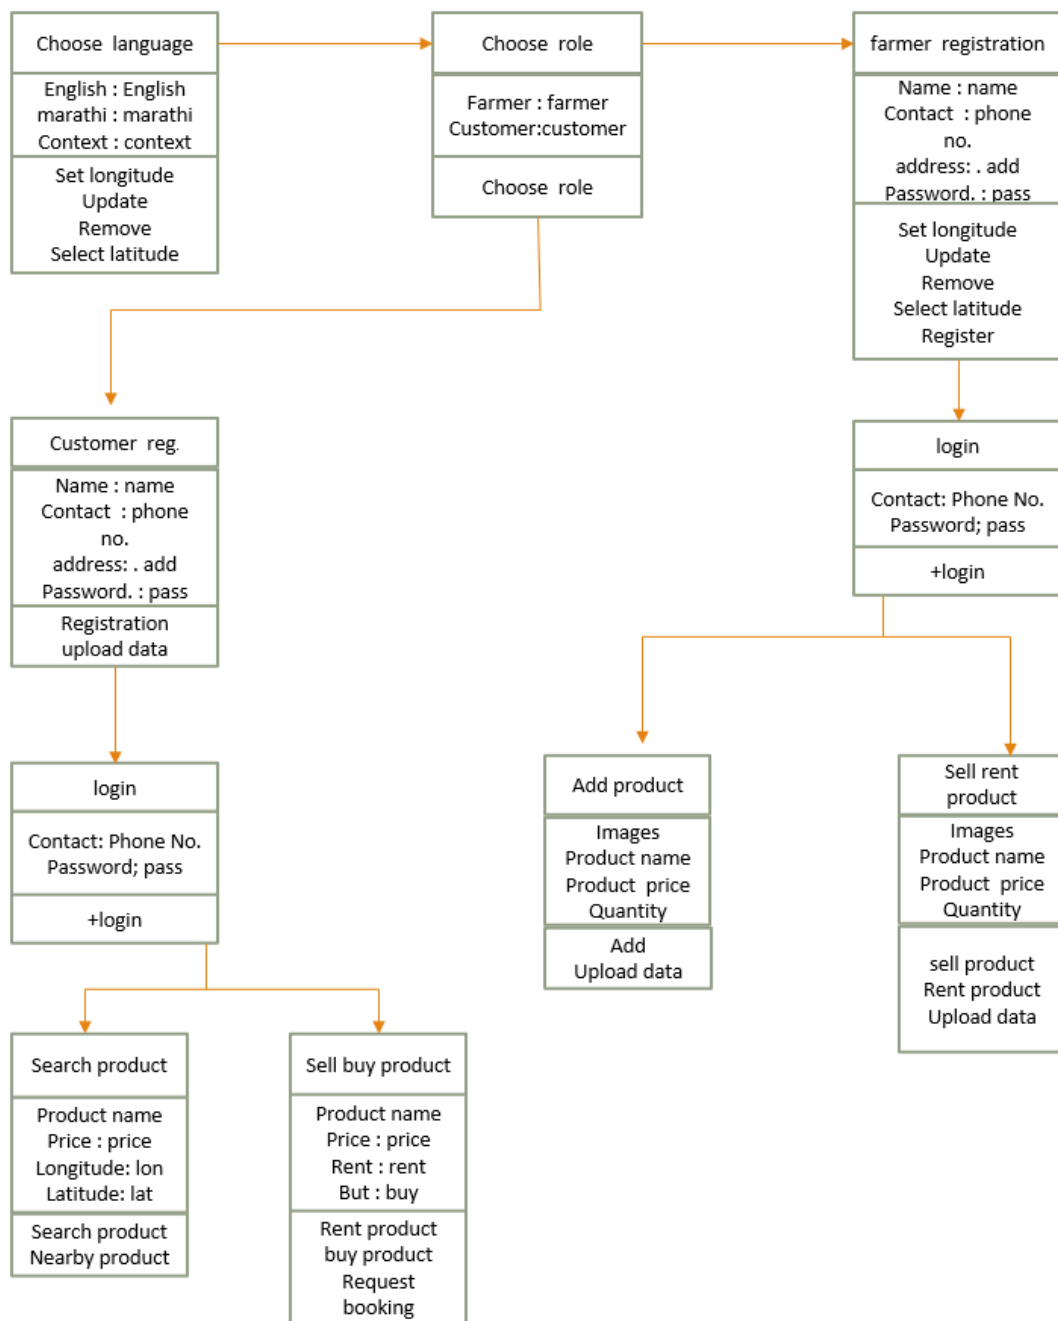 Choose language
English : English
marathi : marathi
Context : context
Set longitude
Update
Remove
Select latitude
Choose role
Farmer : farmer
Customer:customer
Choose role
farmer registration
Name : name
Contact : phone
no.
address: . add
Password. : pass
Set longitude
Update
Remove
Select latitude
Register
Customer reg.
Name : name
Contact : phone
no.
address: . add
Password. : pass
Registration
upload data
login
Contact: Phone No.
Password; pass
+login
login
Contact: Phone No.
Password; pass
+login
Add product
Images
Product name
Product price
Quantity
Add
Upload data
Sell rent
product
Images
Product name
Product price
Quantity
sell product
Rent product
Upload data
Search product
Product name
Price : price
Longitude: lon
Latitude: lat
Search product
Nearby product
Sell buy product
Product name
Price : price
Rent : rent
But : buy
Rent product
buy product
Request
booking